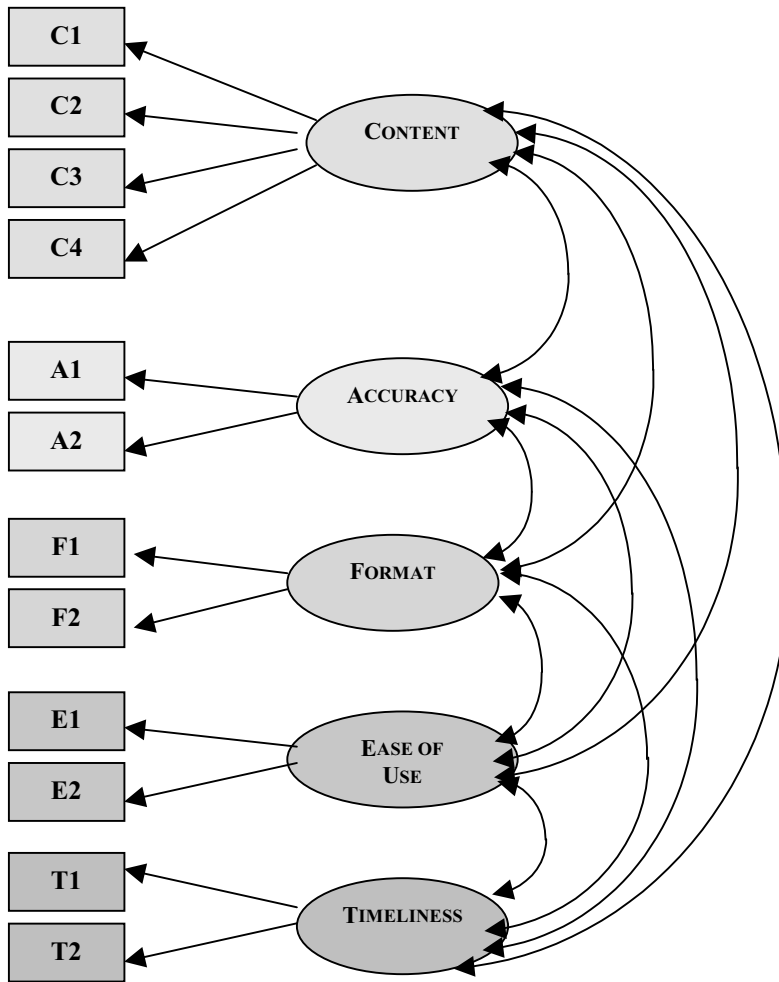 C1
C2
C3
C4
CONTENT
A1
A2
ACCURACY
F1
F2
FORMAT
E1
E2
EASE OF
USE
T1
T2
TIMELINESS